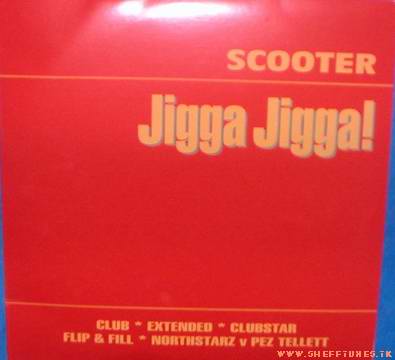 SCOOTER
Jigga Jigga!
CLUB * EXTENDED * CLUBSTAR
FLIP & FILL * NORTHSTARZ v PEZ TELLETT
WWW.SHEFFTUNES.TK